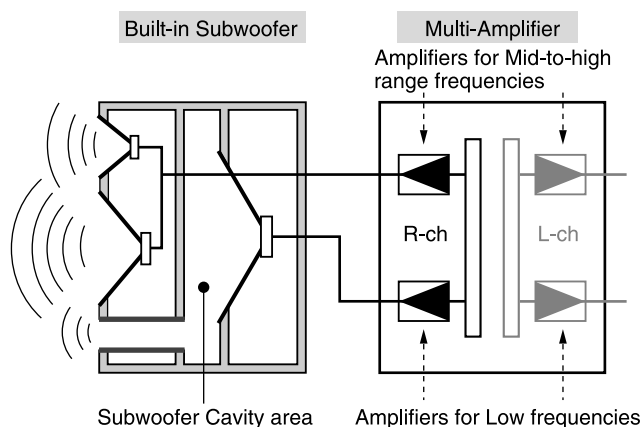 Built-in Subwoofer
Multi-Amplifier
Amplifiers for Mid-to-high
range frequencies
R-ch
L-ch
Subwoofer Cavity area
Amplifiers for Low frequencies